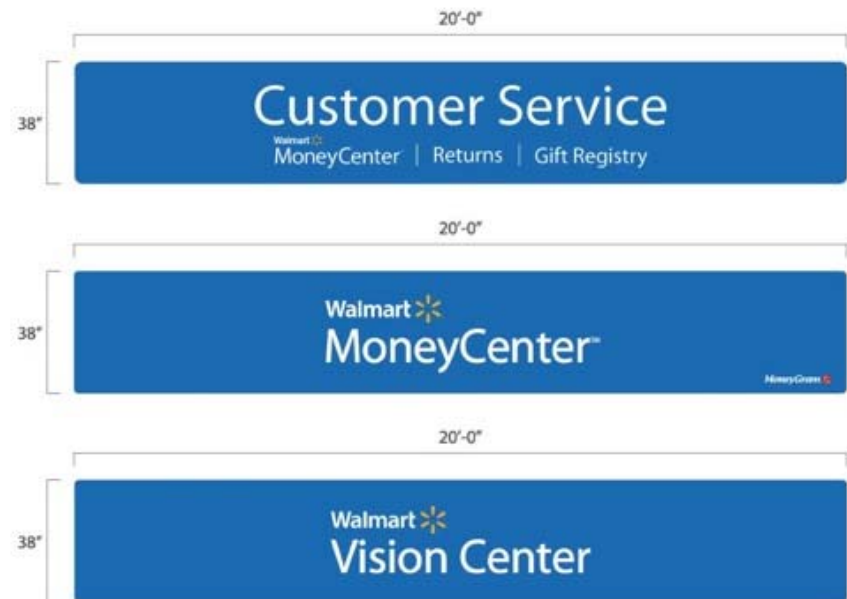 20'-0"
38"
Customer Service
Walmart
MoneyCenter | Returns | Gift Registry
20'-0"
38"
Walmart
MoneyCenter℠
MoneyGram
20'-0"
38"
Walmart
Vision Center